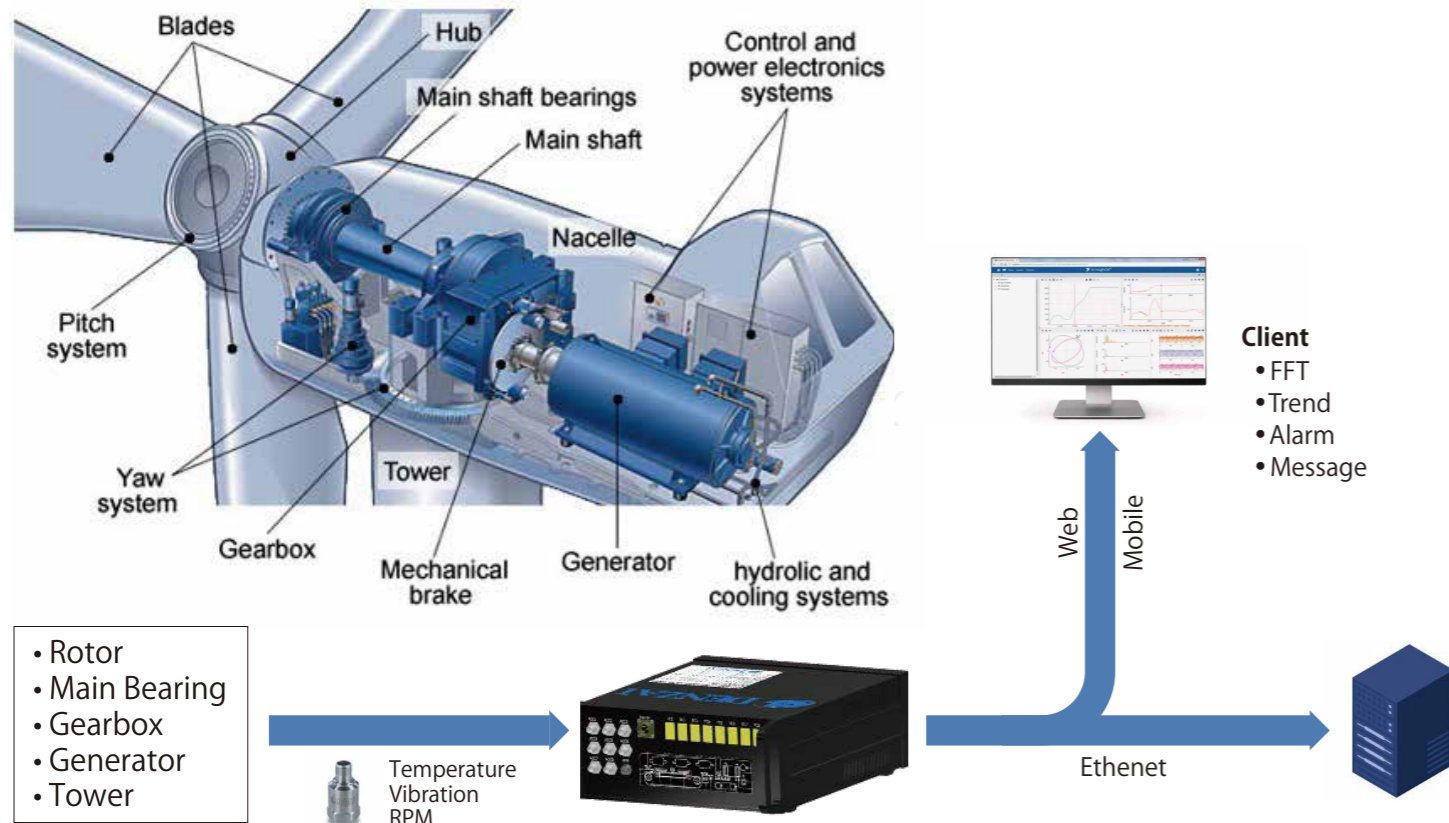 Blades
Hub
Control and
power electronics
systems
Main shaft bearings
Main shaft
Nacelle
Pitch
system
Yaw
system
Tower
Gearbox
Mechanical
brake
Generator
hydrolic and
cooling systems
Client
• FFT
• Trend
• Alarm
• Message
Web
Mobile
• Rotor
• Main Bearing
• Gearbox
• Generator
• Tower
Temperature
Vibration
RPM
DENZAI
Ethenet